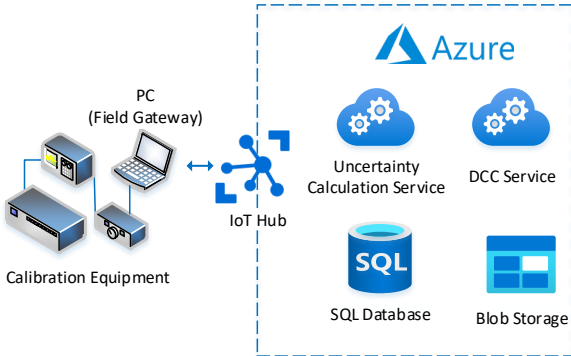 Azure
PC
(Field Gateway)
Uncertainty
Calculation Service
DCC Service
IoT Hub
Calibration Equipment
SQL
SQL Database
Blob Storage